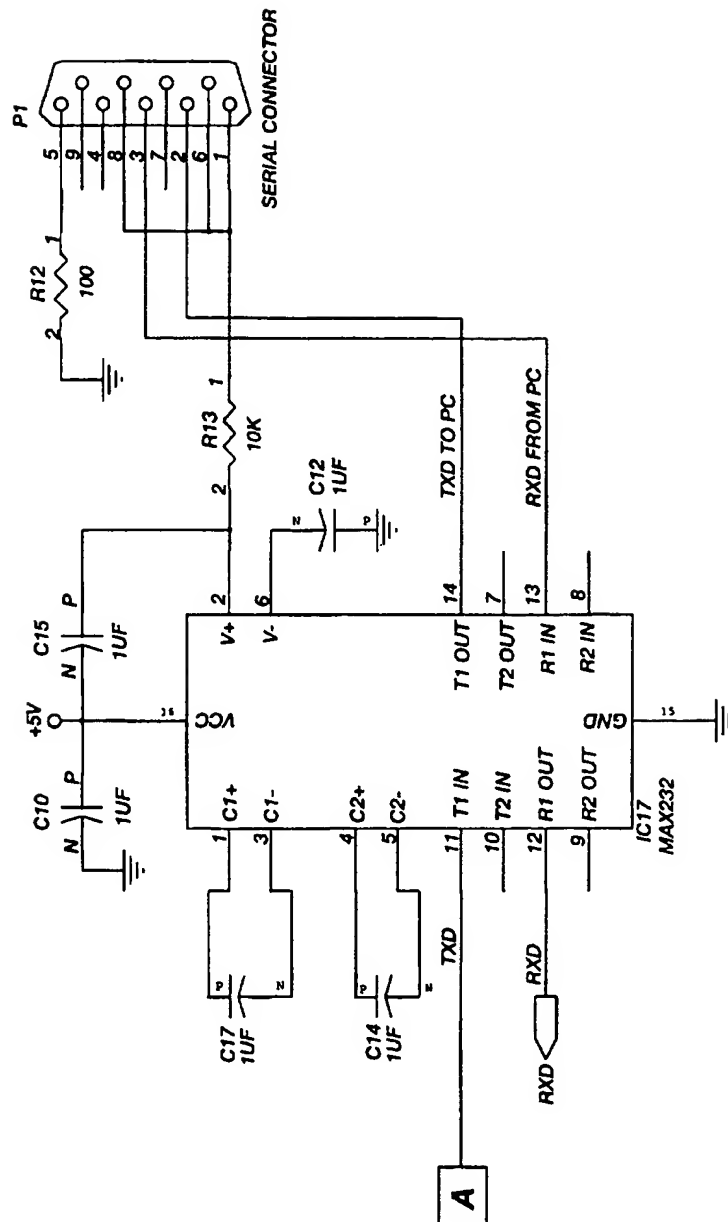 P1
5
9
4
8
3
7
2
6
1
SERIAL CONNECTOR
1
R12
100
2
1
R13
10K
2
C15
P
1UF
N
+5V
C10
P
1UF
N
C12
1UF
N
P
TXD TO PC
RXD FROM PC
2
6
14
7
13
8
V+
V-
T1 OUT
T2 OUT
R1 IN
R2 IN
16
VCC
GND
15
C1+
C1-
C2+
C2-
T1 IN
T2 IN
R1 OUT
R2 OUT
1
3
4
5
11
10
12
9
IC17
MAX232
P
N
C17
1UF
P
N
C14
1UF
TXD
RXD
RXD
A